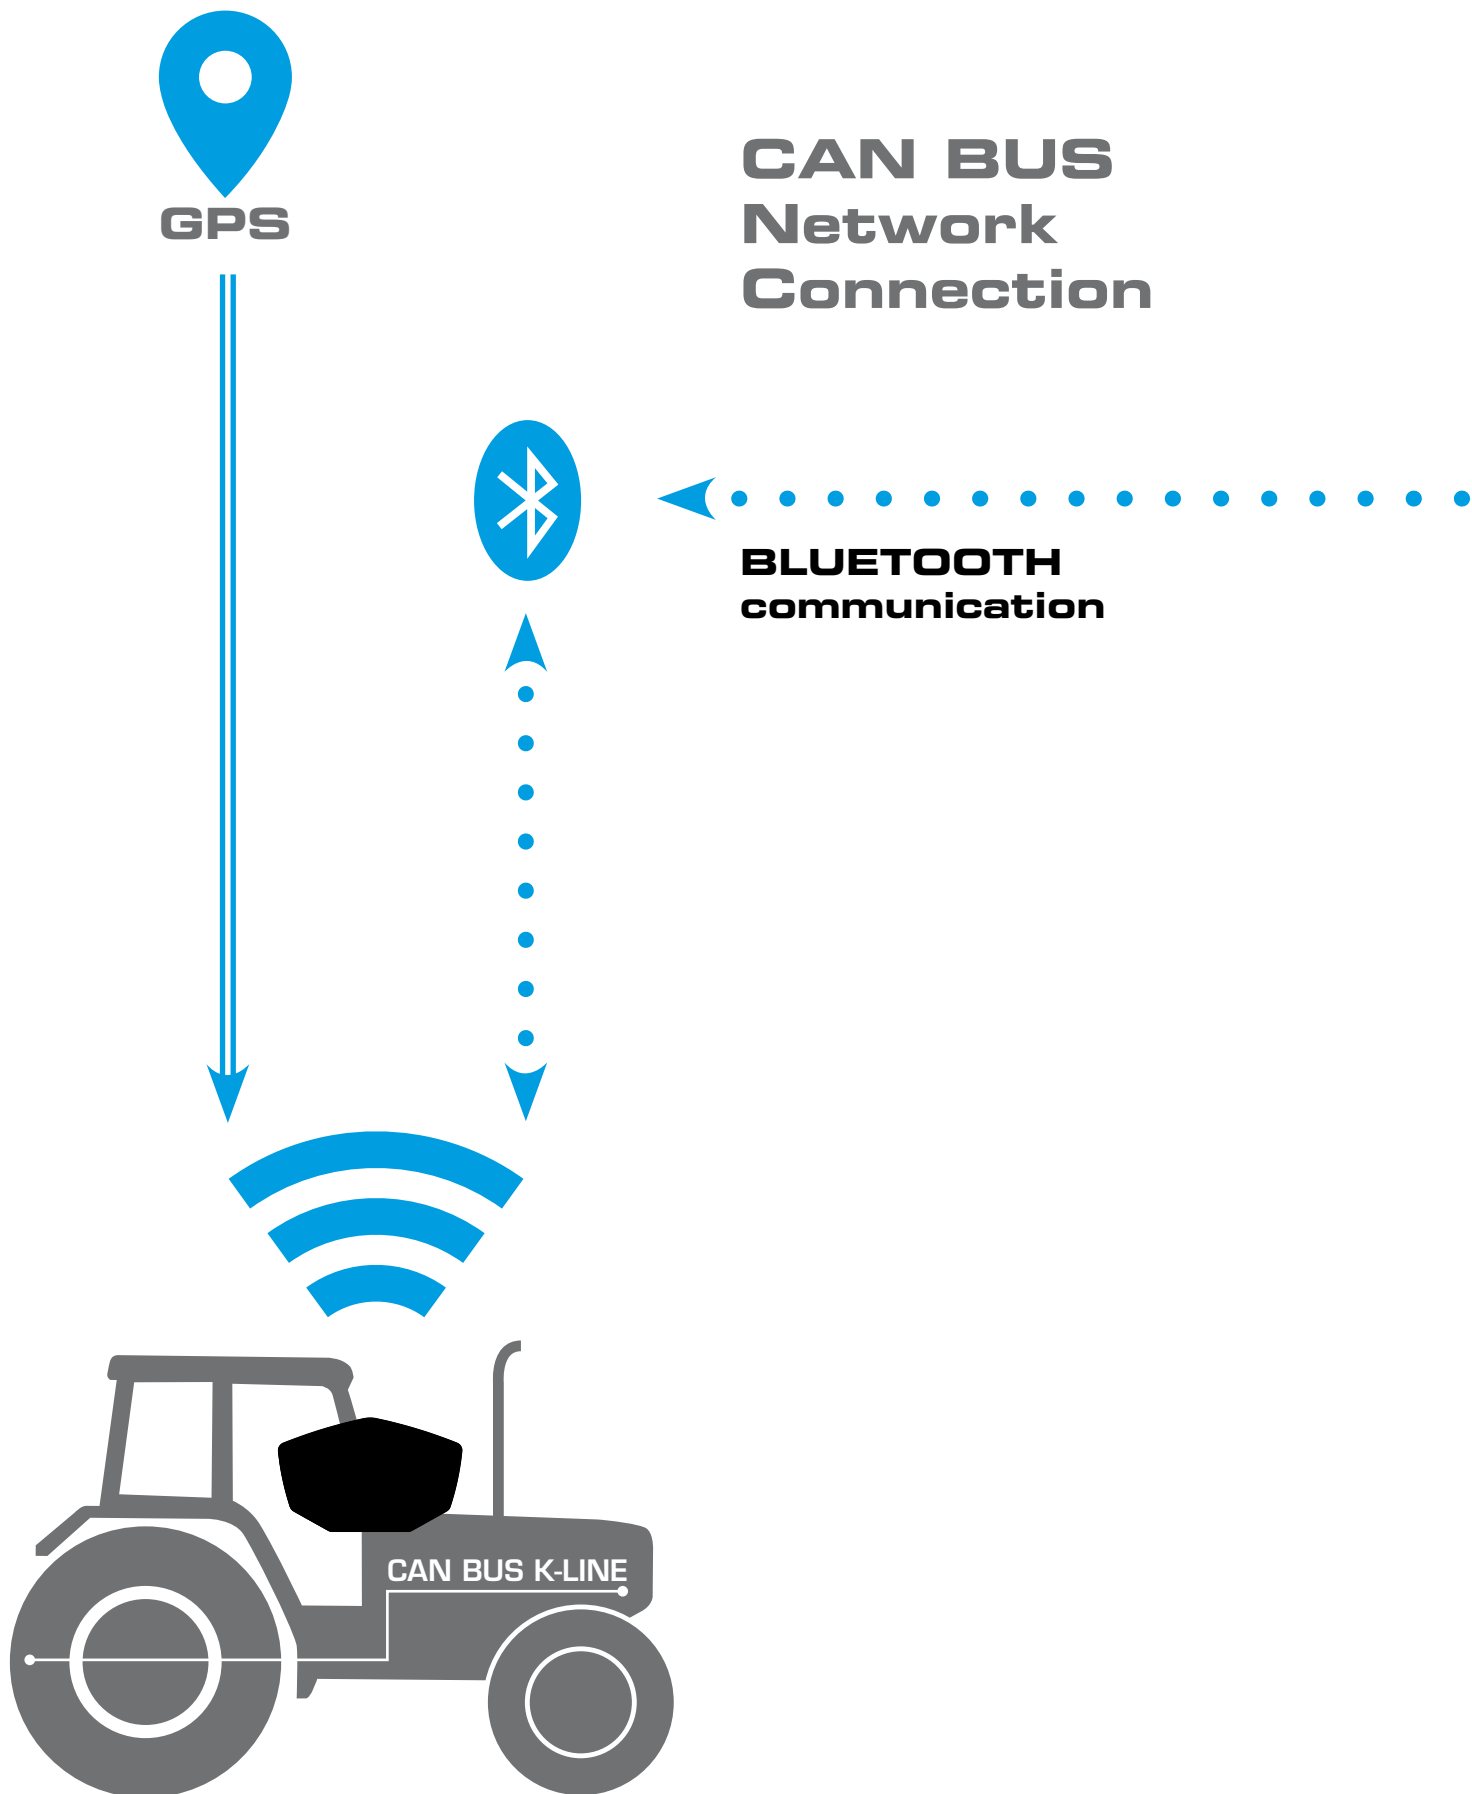 GPS
CAN BUS
Network
Connection
BLUETOOTH
communication
CAN BUS K-LINE